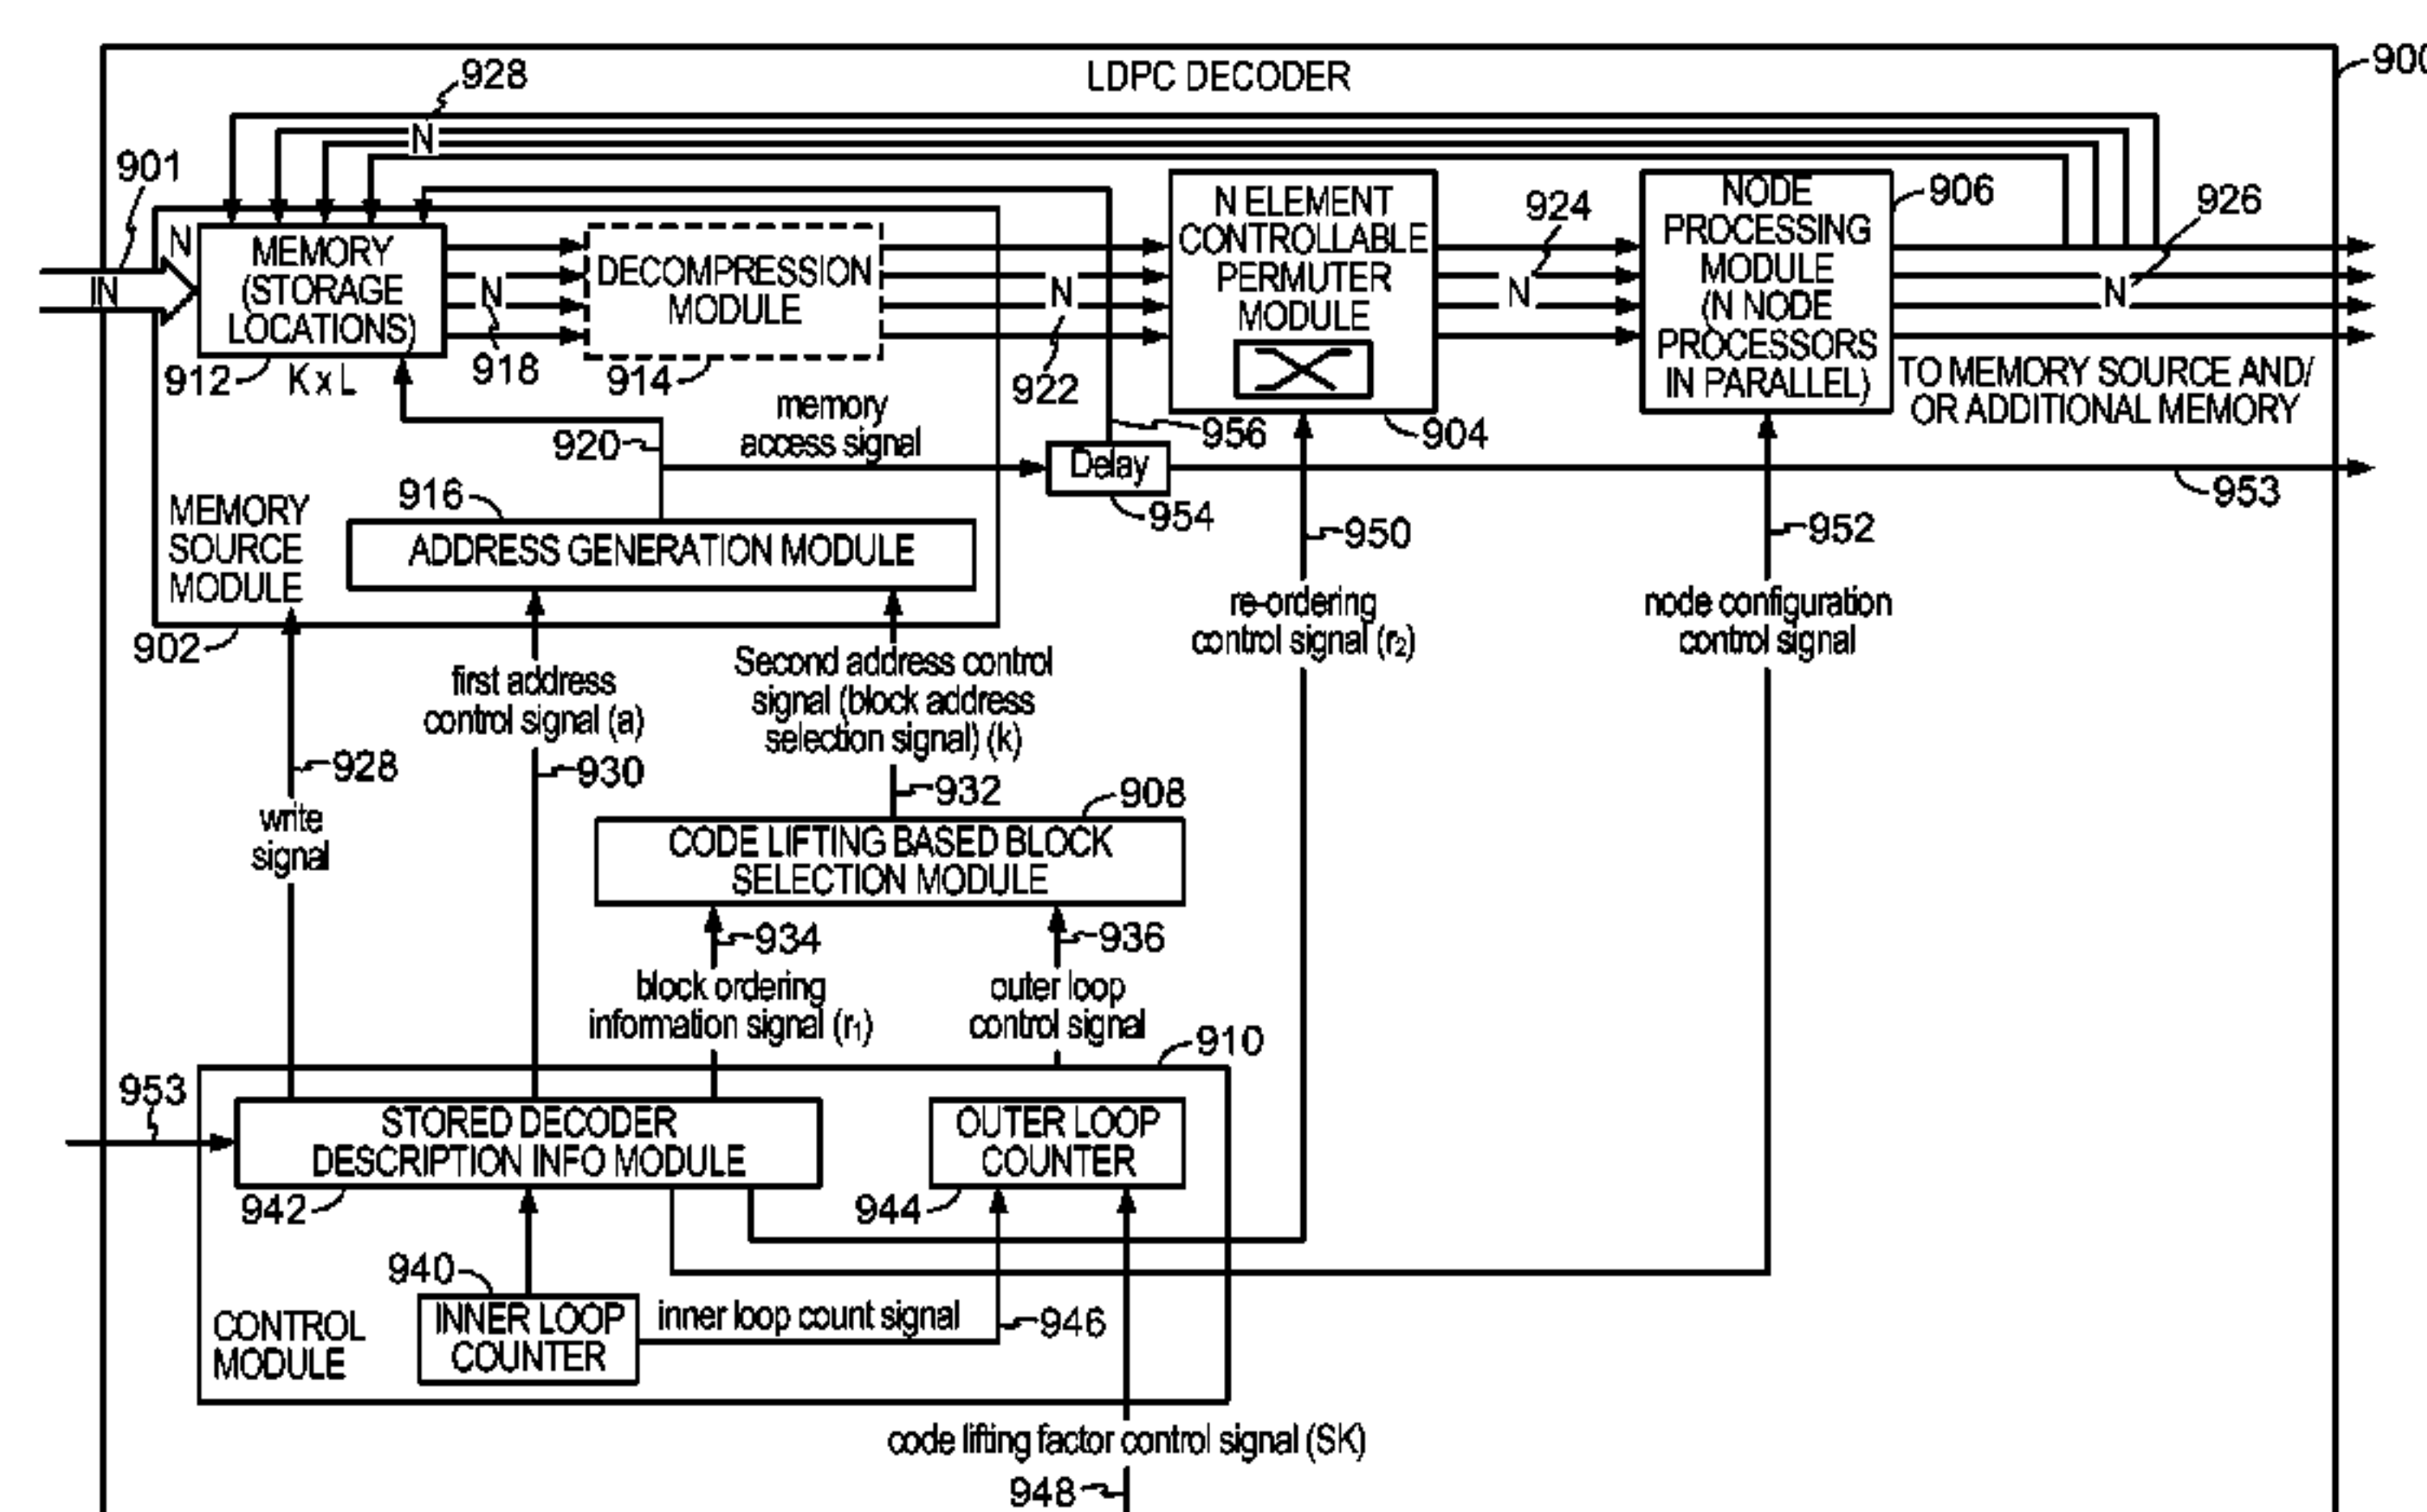 LDPC DECODER
900
928
N
901
IN
N
MEMORY
(STORAGE
LOCATIONS)
912
K x L
N
918
DECOMPRESSION
MODULE
914
N
922
N ELEMENT
CONTROLLABLE
PERMUTER
MODULE
904
924
N
NODE
PROCESSING
MODULE
(N NODE
PROCESSORS
IN PARALLEL)
906
926
N
TO MEMORY SOURCE AND/
OR ADDITIONAL MEMORY
920
memory
access signal
956
Delay
954
953
916
ADDRESS GENERATION MODULE
MEMORY
SOURCE
MODULE
902
950
re-ordering
control signal (r2)
952
node configuration
control signal
first address
control signal (a)
930
Second address control
signal (block address
selection signal) (k)
932
928
write
signal
908
CODE LIFTING BASED BLOCK
SELECTION MODULE
934
block ordering
information signal (r1)
936
outer loop
control signal
910
953
STORED DECODER
DESCRIPTION INFO MODULE
942
OUTER LOOP
COUNTER
944
940
INNER LOOP
COUNTER
inner loop count signal
946
CONTROL
MODULE
code lifting factor control signal (SK)
948